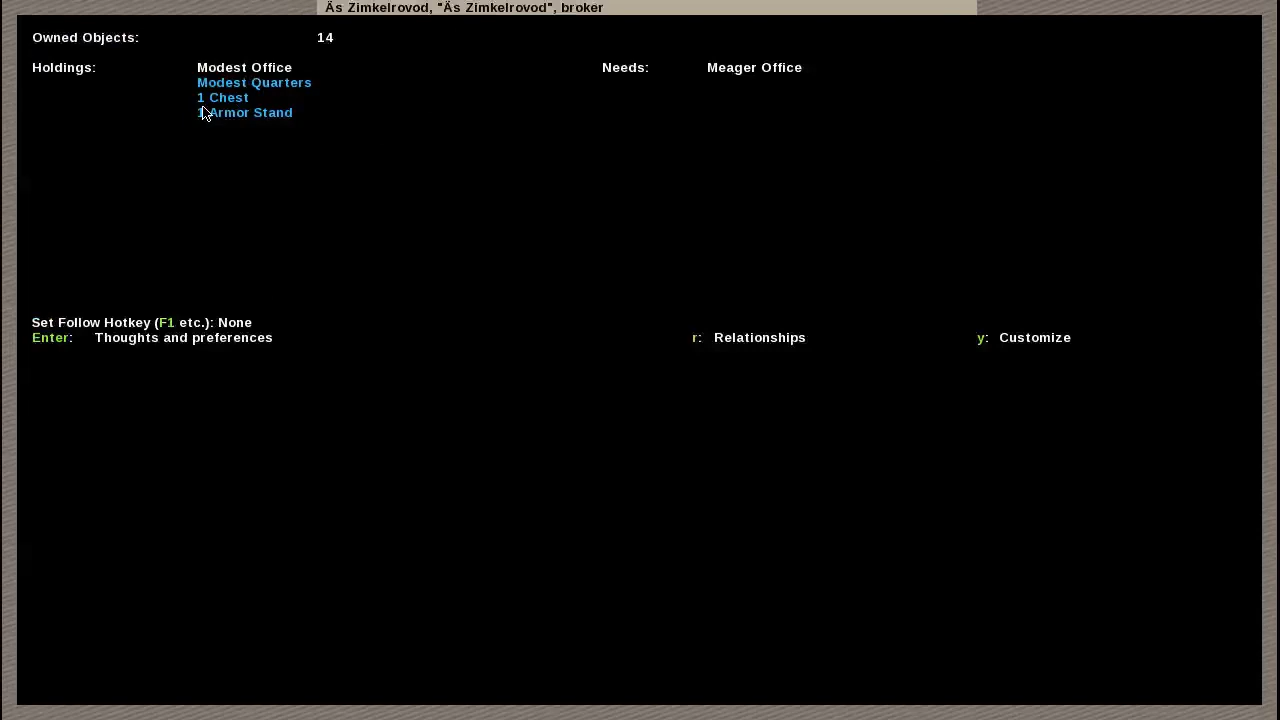 Äs Zimkelrovod, "Äs Zimkelrovod", broker
Owned Objects: 14
Holdings: Modest Office Needs: Meager Office
Modest Quarters
1 Chest
1 Armor Stand
Set Follow Hotkey (F1 etc.): None
Enter: Thoughts and preferences r: Relationships y: Customize